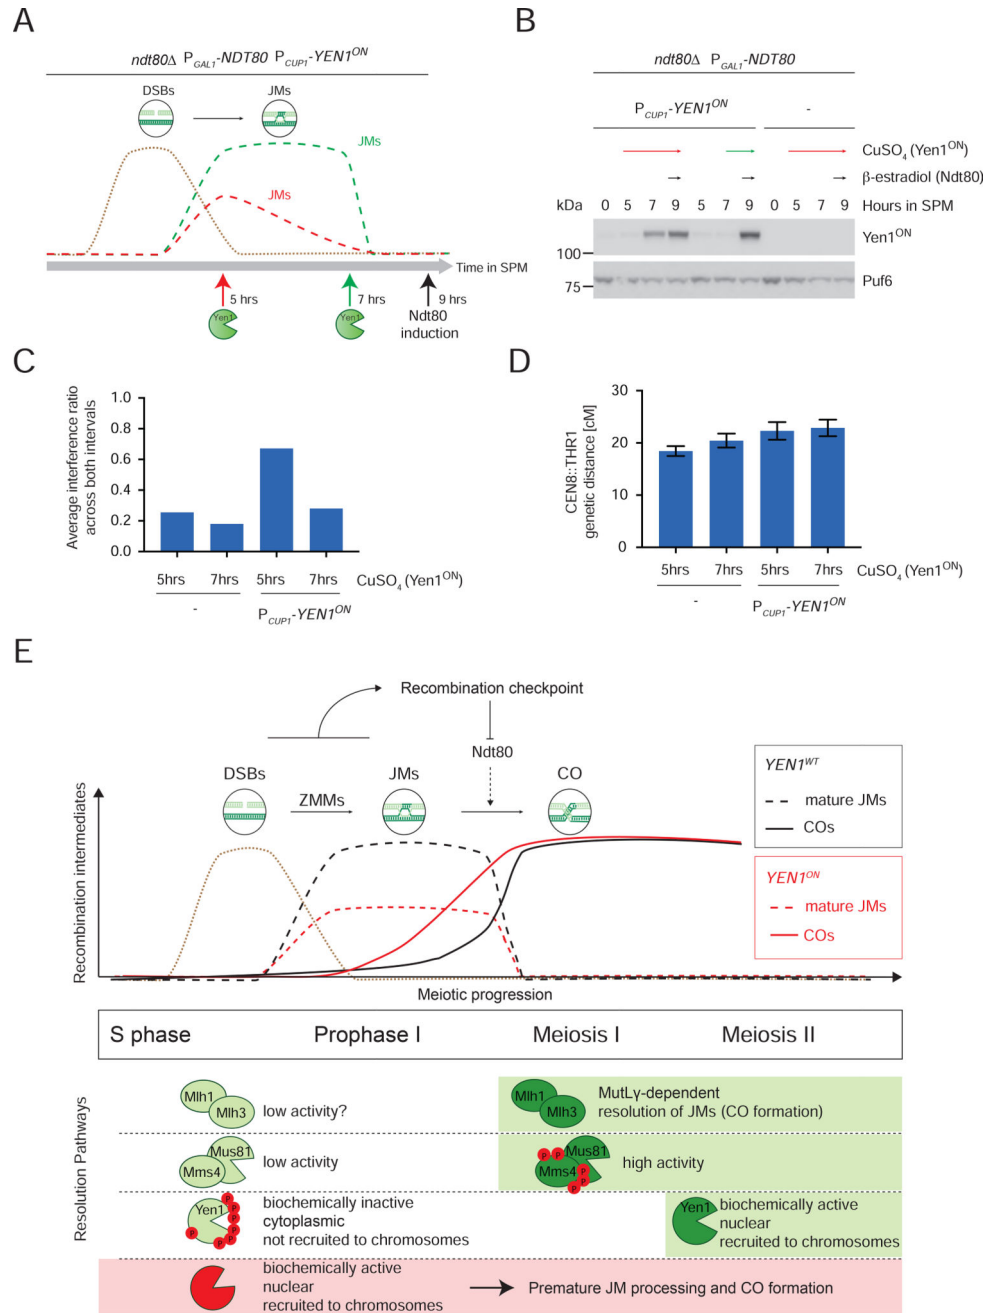 A
ndt80Δ P_GAL1-NDT80 P_CUP1-YEN1^ON
DSBs
JMs
JMs
JMs
Time in SPM
5 hrs
7 hrs
9 hrs
Yen1
Yen1
Ndt80
induction
B
ndt80Δ P_GAL1-NDT80
P_CUP1-YEN1^ON
-
CuSO4 (Yen1^ON)
β-estradiol (Ndt80)
kDa
0 5 7 9 5 7 9 0 5 7 9
Hours in SPM
100
Yen1^ON
75
Puf6
C
Average interference ratio
across both intervals
1.0
0.8
0.6
0.4
0.2
0.0
5hrs 7hrs 5hrs 7hrs
CuSO4 (Yen1^ON)
-
P_CUP1-YEN1^ON
D
CEN8::THR1
genetic distance [cM]
30
20
10
0
5hrs 7hrs 5hrs 7hrs
CuSO4 (Yen1^ON)
-
P_CUP1-YEN1^ON
E
Recombination checkpoint
Ndt80
DSBs
ZMMs
JMs
CO
YEN1^WT
mature JMs
COs
YEN1^ON
mature JMs
COs
Recombination intermediates
Meiotic progression
S phase
Prophase I
Meiosis I
Meiosis II
Resolution Pathways
Mlh1
Mlh3
low activity?
Mlh1
Mlh3
MutLγ-dependent
resolution of JMs (CO formation)
Mus81
Mms4
low activity
P P
Mus81
Mms4
P
P
P
high activity
Yen1
P
P
P
P
P
P
P
biochemically inactive
cytoplasmic
not recruited to chromosomes
Yen1
biochemically active
nuclear
recruited to chromosomes
biochemically active
nuclear
recruited to chromosomes
Premature JM processing and CO formation